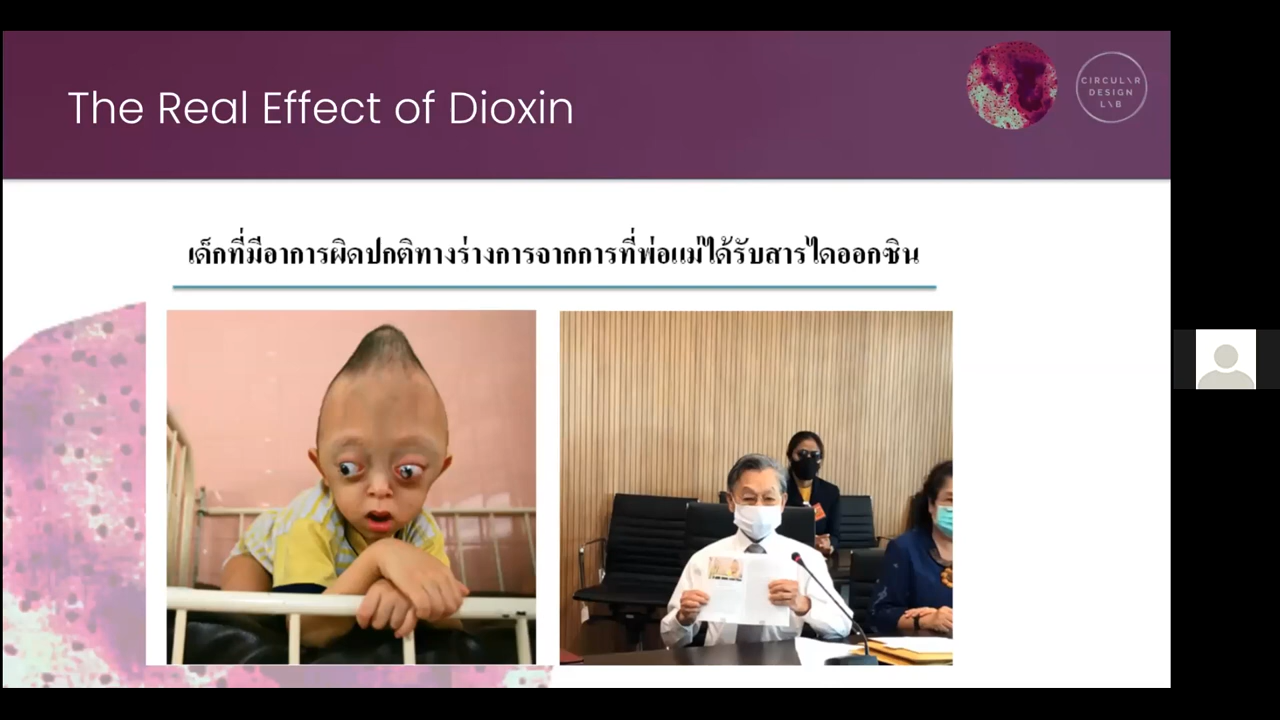 The Real Effect of Dioxin
CIRCUL\R
DESIGN
L\B
เด็กที่มีอาการผิดปกติทางร่างการจากการที่พ่อแม่ได้รับสารไดออกซิน